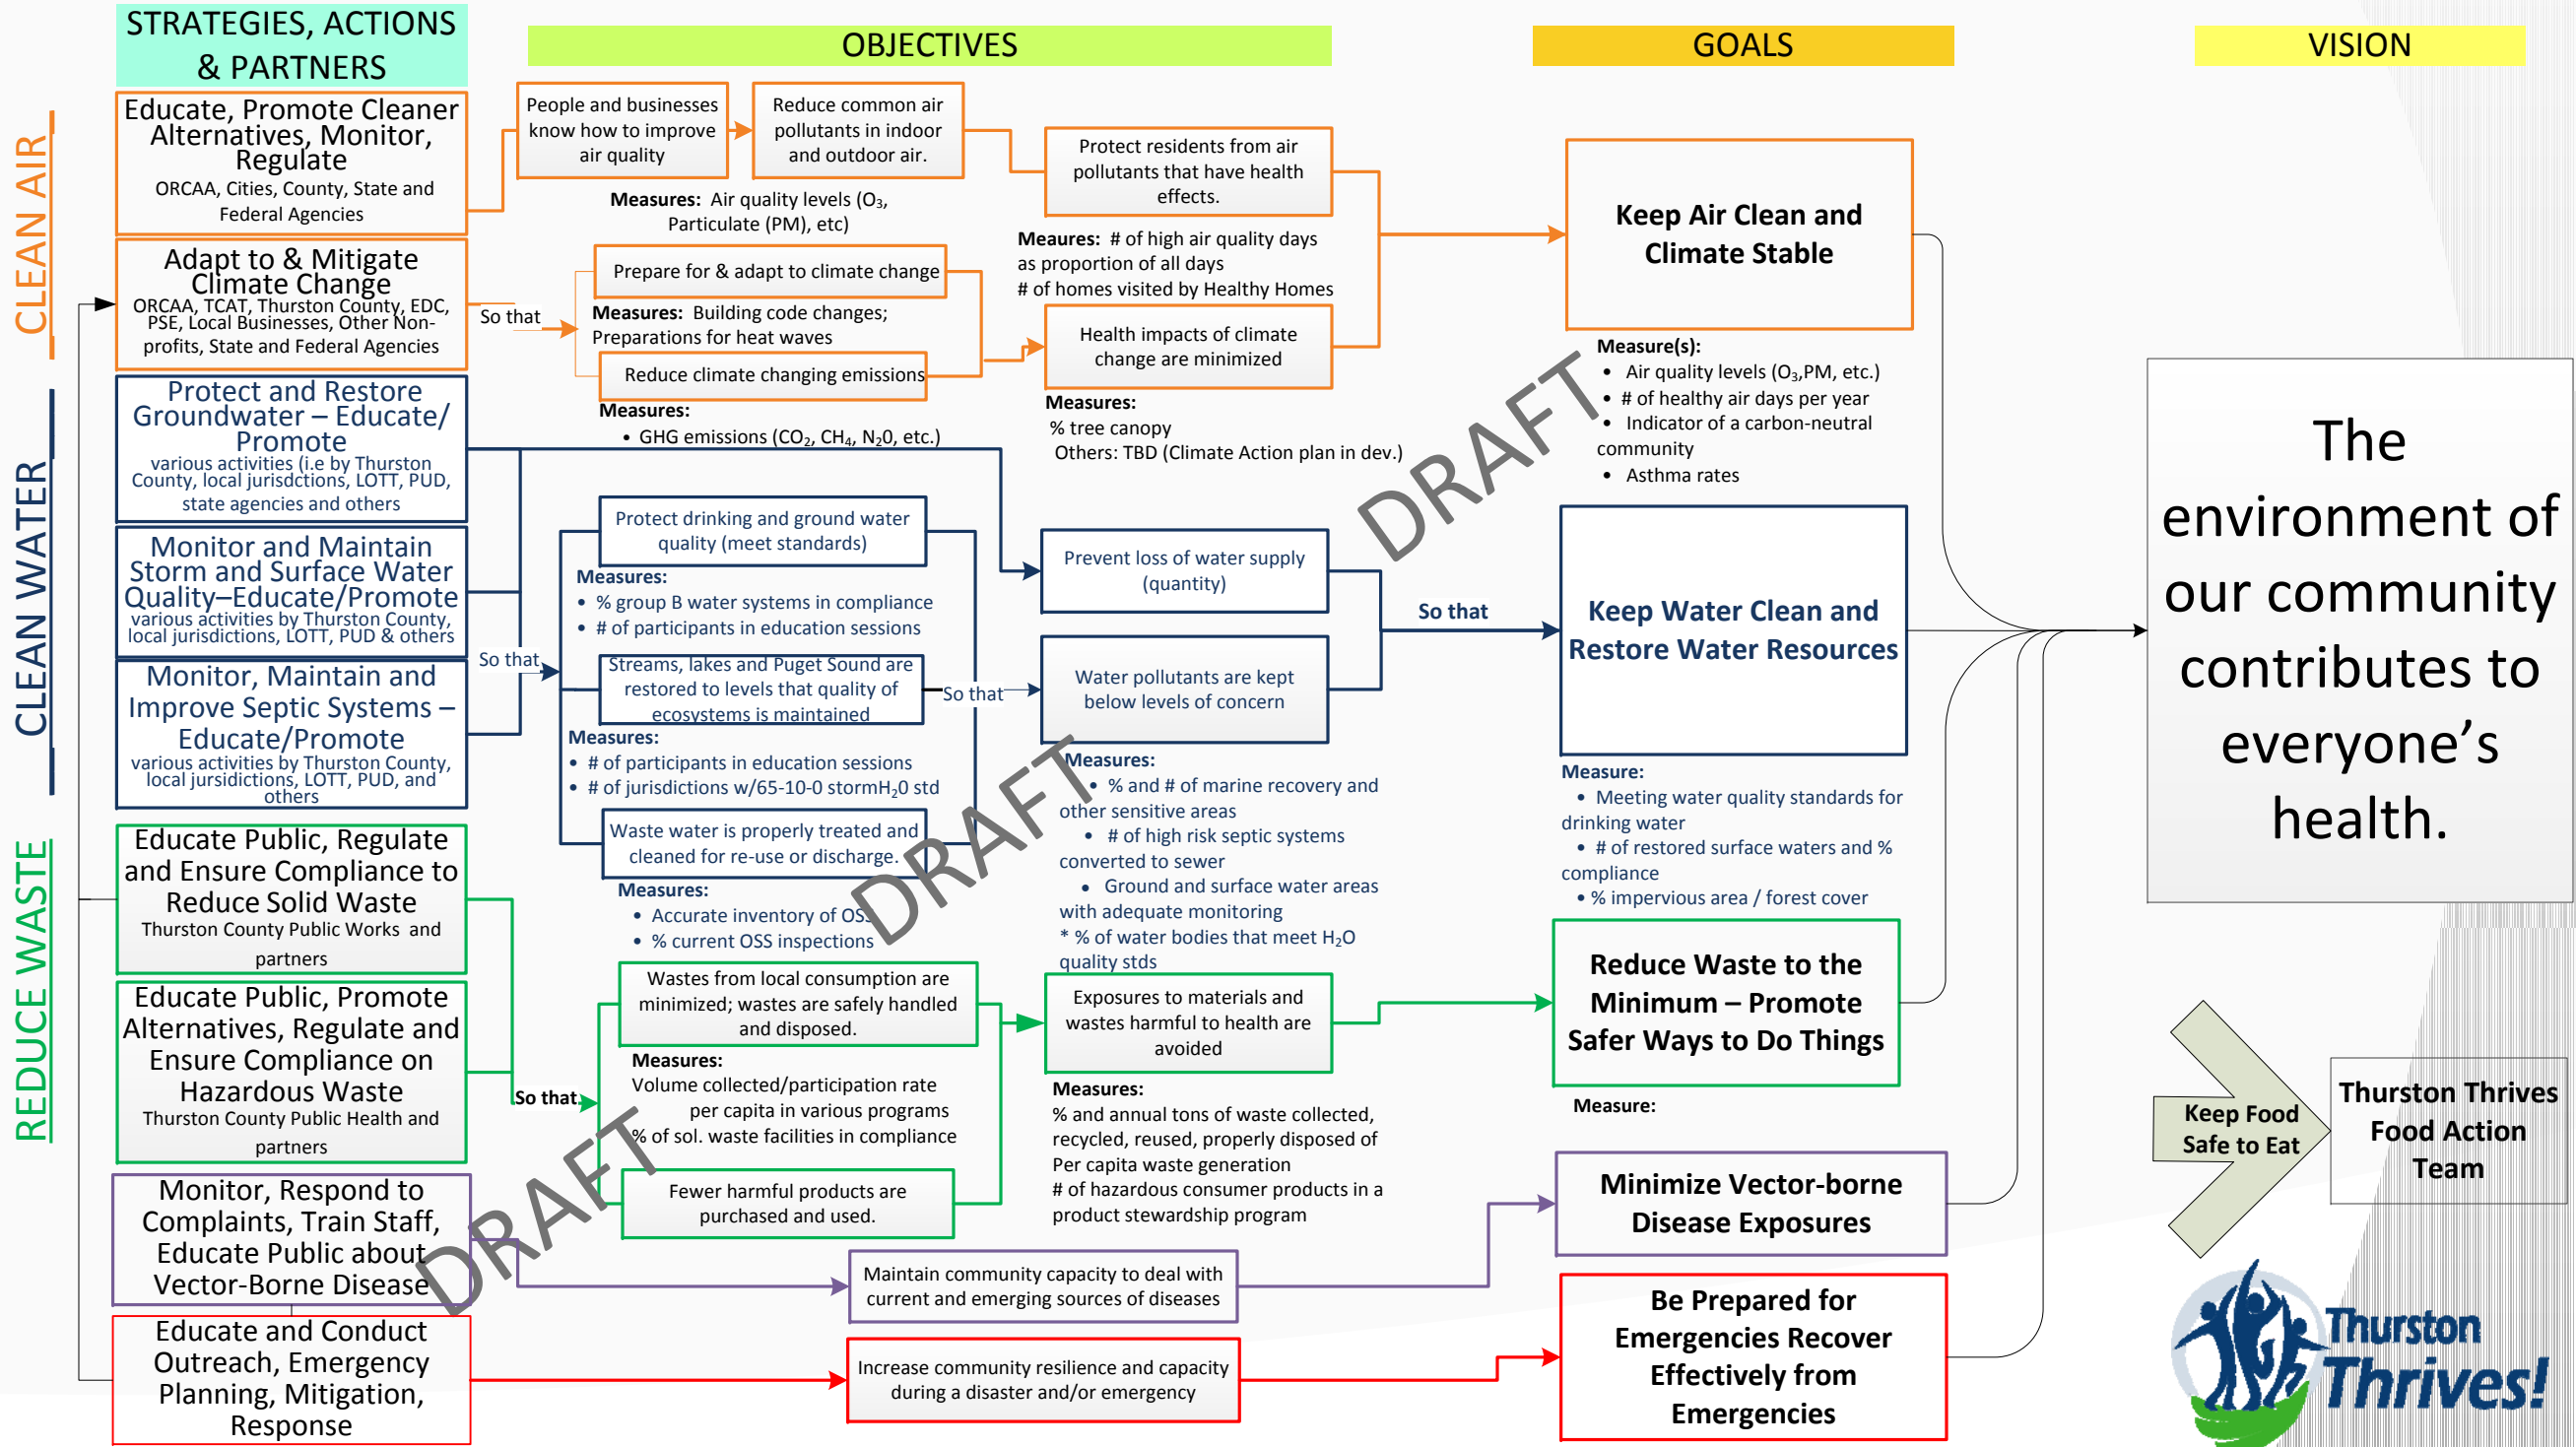 STRATEGIES, ACTIONS
& PARTNERS
OBJECTIVES
GOALS
VISION
CLEAN AIR
Educate, Promote Cleaner
Alternatives, Monitor,
Regulate
ORCAA, Cities, County, State and
Federal Agencies
People and businesses
know how to improve
air quality
Reduce common air
pollutants in indoor
and outdoor air.
Measures: Air quality levels (O₃,
Particulate (PM), etc)
Protect residents from air
pollutants that have health
effects.
Meaures: # of high air quality days
as proportion of all days
# of homes visited by Healthy Homes
Adapt to & Mitigate
Climate Change
ORCAA, TCAT, Thurston County, EDC,
PSE, Local Businesses, Other Non-
profits, State and Federal Agencies
So that
Prepare for & adapt to climate change
Measures: Building code changes;
Preparations for heat waves
Reduce climate changing emissions
Measures:
• GHG emissions (CO₂, CH₄, N₂0, etc.)
Health impacts of climate
change are minimized
Measures:
% tree canopy
Others: TBD (Climate Action plan in dev.)
Keep Air Clean and
Climate Stable
Measure(s):
• Air quality levels (O₃,PM, etc.)
• # of healthy air days per year
• Indicator of a carbon-neutral
community
• Asthma rates
DRAFT
CLEAN WATER
Protect and Restore
Groundwater – Educate/
Promote
various activities (i.e by Thurston
County, local jurisdctions, LOTT, PUD,
state agencies and others
Monitor and Maintain
Storm and Surface Water
Quality–Educate/Promote
various activities by Thurston County,
local jurisdictions, LOTT, PUD & others
Monitor, Maintain and
Improve Septic Systems –
Educate/Promote
various activities by Thurston County,
local jursidictions, LOTT, PUD, and
others
So that
Protect drinking and ground water
quality (meet standards)
Measures:
• % group B water systems in compliance
• # of participants in education sessions
Streams, lakes and Puget Sound are
restored to levels that quality of
ecosystems is maintained
Measures:
• # of participants in education sessions
• # of jurisdictions w/65-10-0 stormH₂0 std
Waste water is properly treated and
cleaned for re-use or discharge.
Measures:
• Accurate inventory of OSS
• % current OSS inspections
So that
Prevent loss of water supply
(quantity)
Water pollutants are kept
below levels of concern
Measures:
• % and # of marine recovery and
other sensitive areas
• # of high risk septic systems
converted to sewer
• Ground and surface water areas
with adequate monitoring
* % of water bodies that meet H₂O
quality stds
DRAFT
So that
Keep Water Clean and
Restore Water Resources
Measure:
• Meeting water quality standards for
drinking water
• # of restored surface waters and %
compliance
• % impervious area / forest cover
The
environment of
our community
contributes to
everyone's
health.
REDUCE WASTE
Educate Public, Regulate
and Ensure Compliance to
Reduce Solid Waste
Thurston County Public Works and
partners
Educate Public, Promote
Alternatives, Regulate and
Ensure Compliance on
Hazardous Waste
Thurston County Public Health and
partners
So that
Wastes from local consumption are
minimized; wastes are safely handled
and disposed.
Measures:
Volume collected/participation rate
per capita in various programs
% of sol. waste facilities in compliance
Fewer harmful products are
purchased and used.
Exposures to materials and
wastes harmful to health are
avoided
Measures:
% and annual tons of waste collected,
recycled, reused, properly disposed of
Per capita waste generation
# of hazardous consumer products in a
product stewardship program
Reduce Waste to the
Minimum – Promote
Safer Ways to Do Things
Measure:
DRAFT
Monitor, Respond to
Complaints, Train Staff,
Educate Public about
Vector-Borne Disease
Maintain community capacity to deal with
current and emerging sources of diseases
Minimize Vector-borne
Disease Exposures
Educate and Conduct
Outreach, Emergency
Planning, Mitigation,
Response
Increase community resilience and capacity
during a disaster and/or emergency
Be Prepared for
Emergencies Recover
Effectively from
Emergencies
Keep Food
Safe to Eat
Thurston Thrives
Food Action
Team
Thurston
Thrives!